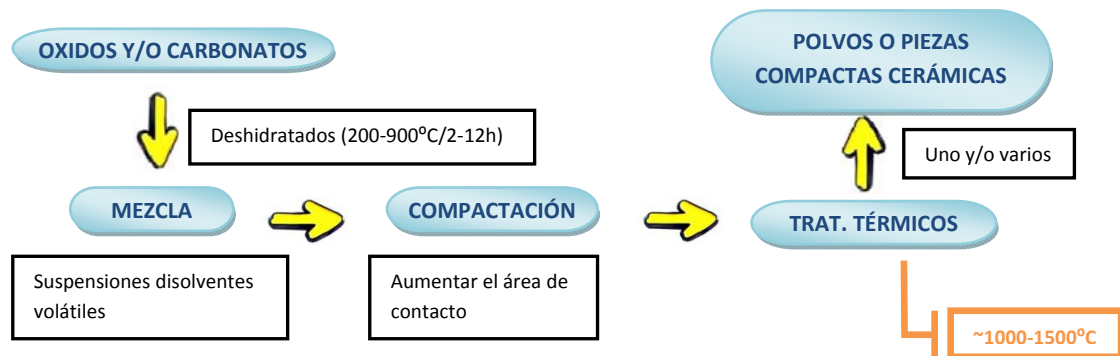 OXIDOS Y/O CARBONATOS
Deshidratados (200-900ºC/2-12h)
MEZCLA
Suspensiones disolventes
volátiles
COMPACTACIÓN
Aumentar el área de
contacto
TRAT. TÉRMICOS
~1000-1500ºC
Uno y/o varios
POLVOS O PIEZAS
COMPACTAS CERÁMICAS